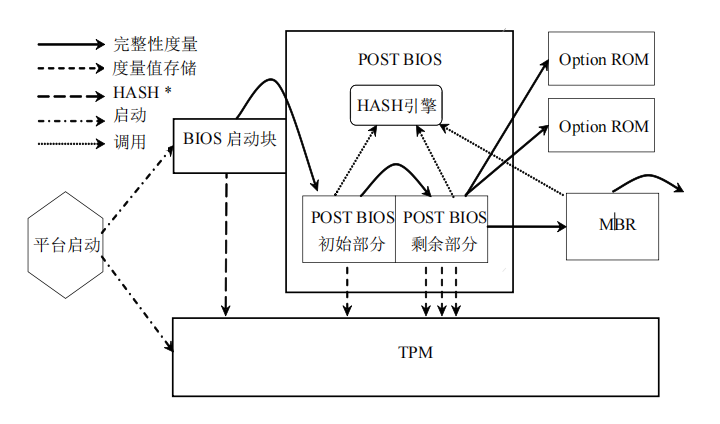 完整性度量
度量值存储
HASH *
启动
调用
POST BIOS
HASH引擎
Option ROM
Option ROM
BIOS 启动块
POST BIOS
初始部分
POST BIOS
剩余部分
MBR
平台启动
TPM